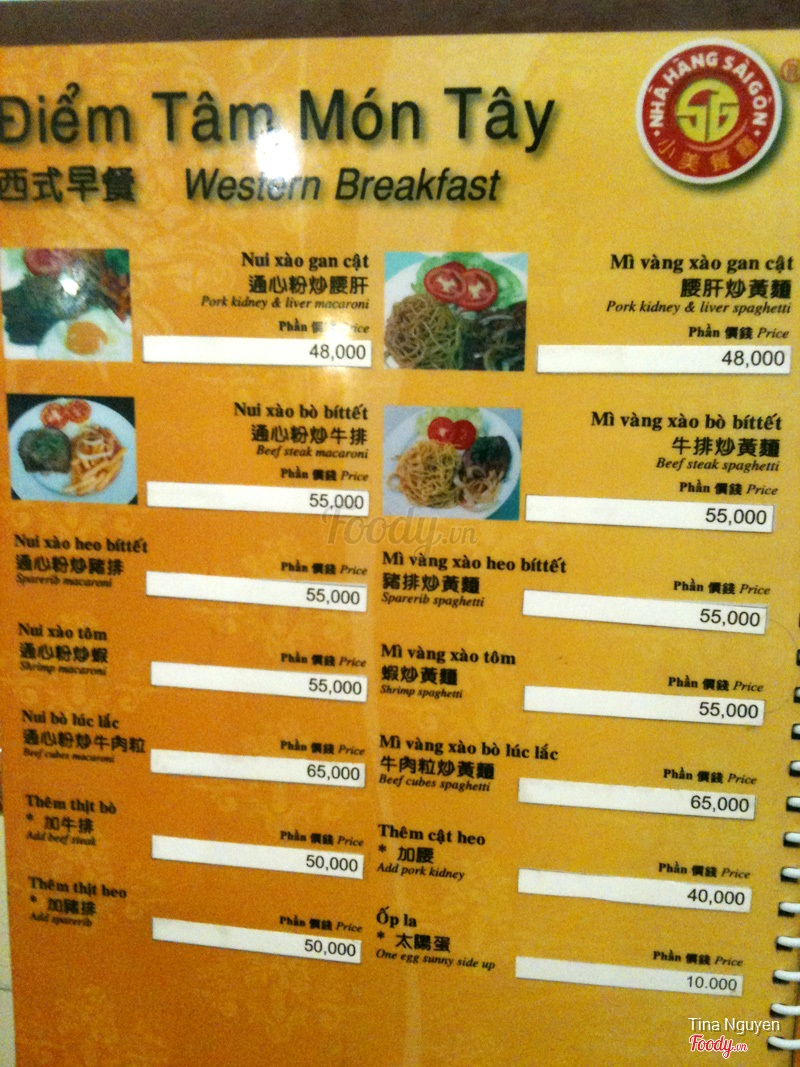 Điểm Tâm Món Tây
西式早餐 Western Breakfast
NHÀ HÀNG SÀI GÒN
SG
Nui xào gan cật
通心粉炒腰肝
Pork kidney & liver macaroni
Phần 價錢 Price
48,000
Mì vàng xào gan cật
腰肝炒黃麵
Pork kidney & liver spaghetti
Phần 價錢 Price
48,000
Nui xào bò bíttết
通心粉炒牛排
Beef steak macaroni
Phần 價錢 Price
55,000
Mì vàng xào bò bíttết
牛排炒黃麵
Beef steak spaghetti
Phần 價錢 Price
55,000
Foody.vn
Nui xào heo bíttết
通心粉炒豬排
Sparerib macaroni
Phần 價錢 Price
55,000
Mì vàng xào heo bíttết
豬排炒黃麵
Sparerib spaghetti
Phần 價錢 Price
55,000
Nui xào tôm
通心粉炒蝦
Shrimp macaroni
Phần 價錢 Price
55,000
Mì vàng xào tôm
蝦炒黃麵
Shrimp spaghetti
Phần 價錢 Price
55,000
Nui bò lúc lắc
通心粉炒牛肉粒
Beef cubes macaroni
Phần 價錢 Price
65,000
Mì vàng xào bò lúc lắc
牛肉粒炒黃麵
Beef cubes spaghetti
Phần 價錢 Price
65,000
Thêm thịt bò
* 加牛排
Add beef steak
Phần 價錢 Price
50,000
Thêm cật heo
* 加腰
Add pork kidney
Phần 價錢 Price
40,000
Thêm thịt heo
* 加豬排
Add sparerib
Phần 價錢 Price
50,000
Ốp la
* 太陽蛋
One egg sunny side up
Phần 價錢 Price
10.000
Tina Nguyen
Foody.vn